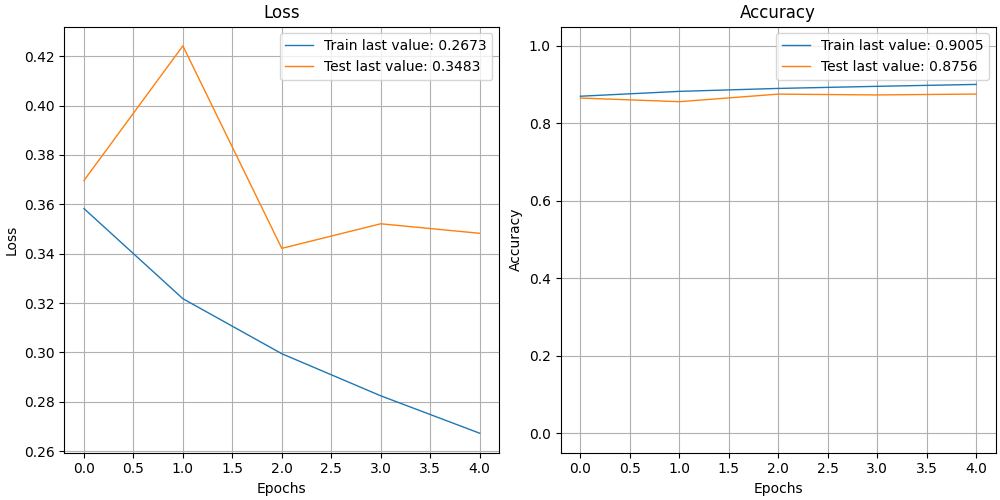 Loss
Train last value: 0.2673
Test last value: 0.3483
0.42
0.40
0.38
0.36
0.34
0.32
0.30
0.28
0.26
Loss
0.0 0.5 1.0 1.5 2.0 2.5 3.0 3.5 4.0
Epochs
Accuracy
Train last value: 0.9005
Test last value: 0.8756
1.0
0.8
0.6
0.4
0.2
0.0
Accuracy
0.0 0.5 1.0 1.5 2.0 2.5 3.0 3.5 4.0
Epochs